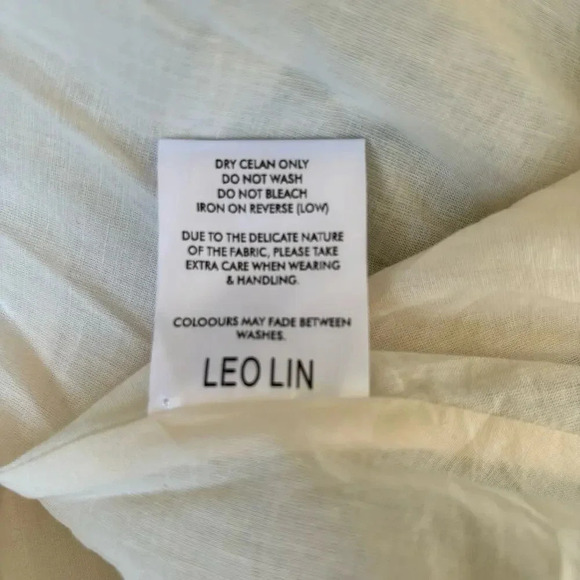 DRY CELAN ONLY
DO NOT WASH
DO NOT BLEACH
IRON ON REVERSE (LOW)
DUE TO THE DELICATE NATURE
OF THE FABRIC, PLEASE TAKE
EXTRA CARE WHEN WEARING
& HANDLING.
COLOOURS MAY FADE BETWEEN
WASHES.
LEO LIN